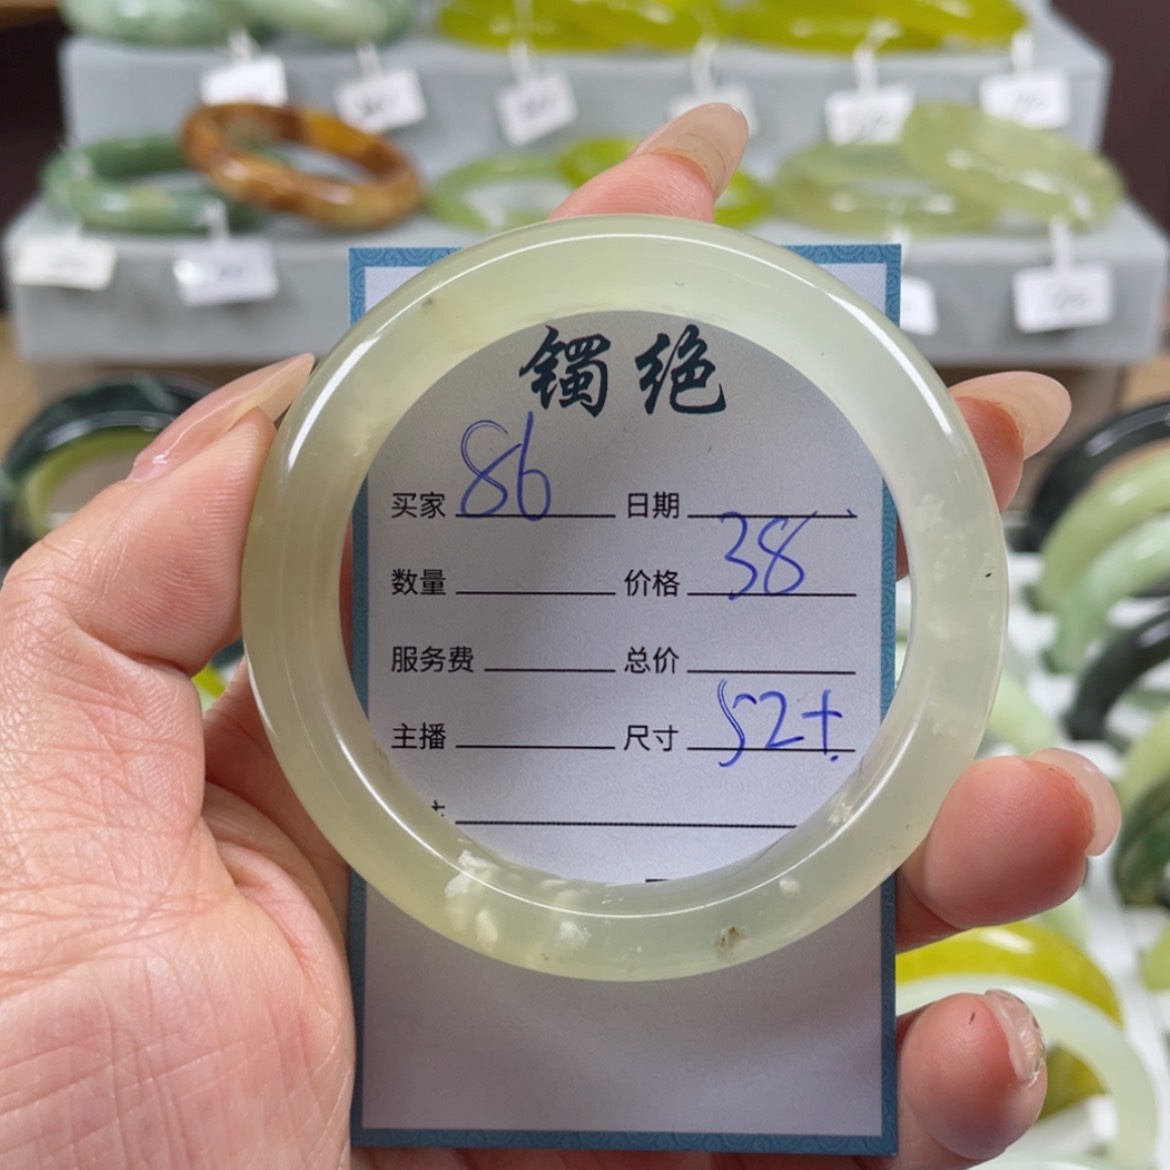 镯绝
买家 86 日期
数量 价格 38
服务费 总价
主播 尺寸 52+